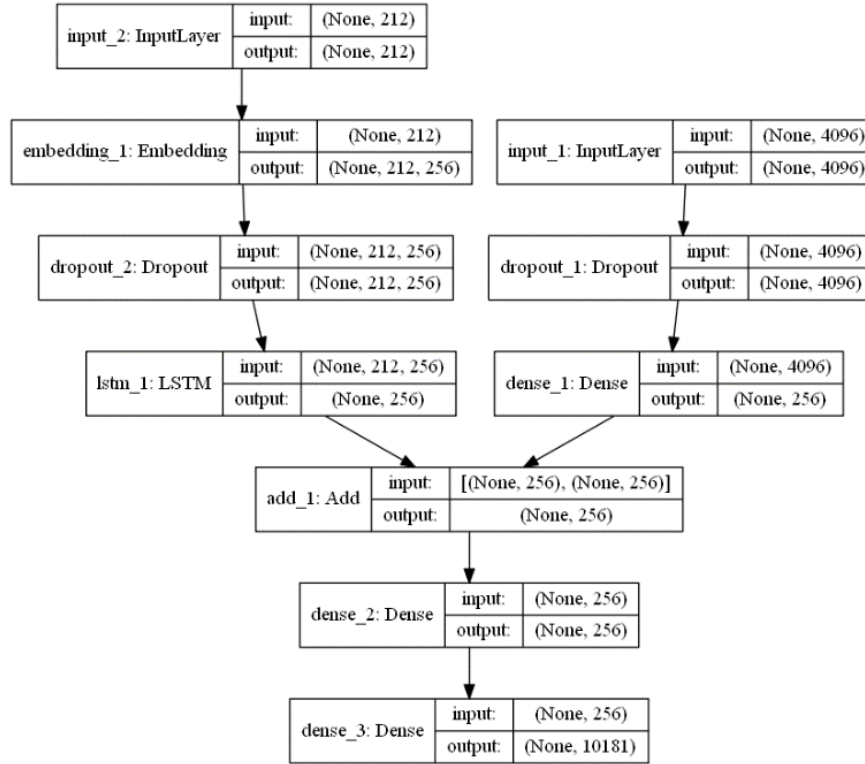 input_2: InputLayer
input: (None, 212)
output: (None, 212)
embedding_1: Embedding
input: (None, 212)
output: (None, 212, 256)
input_1: InputLayer
input: (None, 4096)
output: (None, 4096)
dropout_2: Dropout
input: (None, 212, 256)
output: (None, 212, 256)
dropout_1: Dropout
input: (None, 4096)
output: (None, 4096)
lstm_1: LSTM
input: (None, 212, 256)
output: (None, 256)
dense_1: Dense
input: (None, 4096)
output: (None, 256)
add_1: Add
input: [(None, 256), (None, 256)]
output: (None, 256)
dense_2: Dense
input: (None, 256)
output: (None, 256)
dense_3: Dense
input: (None, 256)
output: (None, 10181)